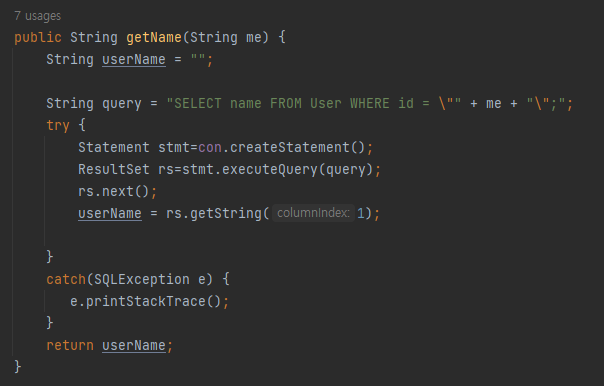 7 usages
public String getName(String me) {
String userName = "";
String query = "SELECT name FROM User WHERE id = \"" + me + "\";";
try {
Statement stmt=con.createStatement();
ResultSet rs=stmt.executeQuery(query);
rs.next();
userName = rs.getString( columnIndex: 1);
}
catch(SQLException e) {
e.printStackTrace();
}
return userName;
}